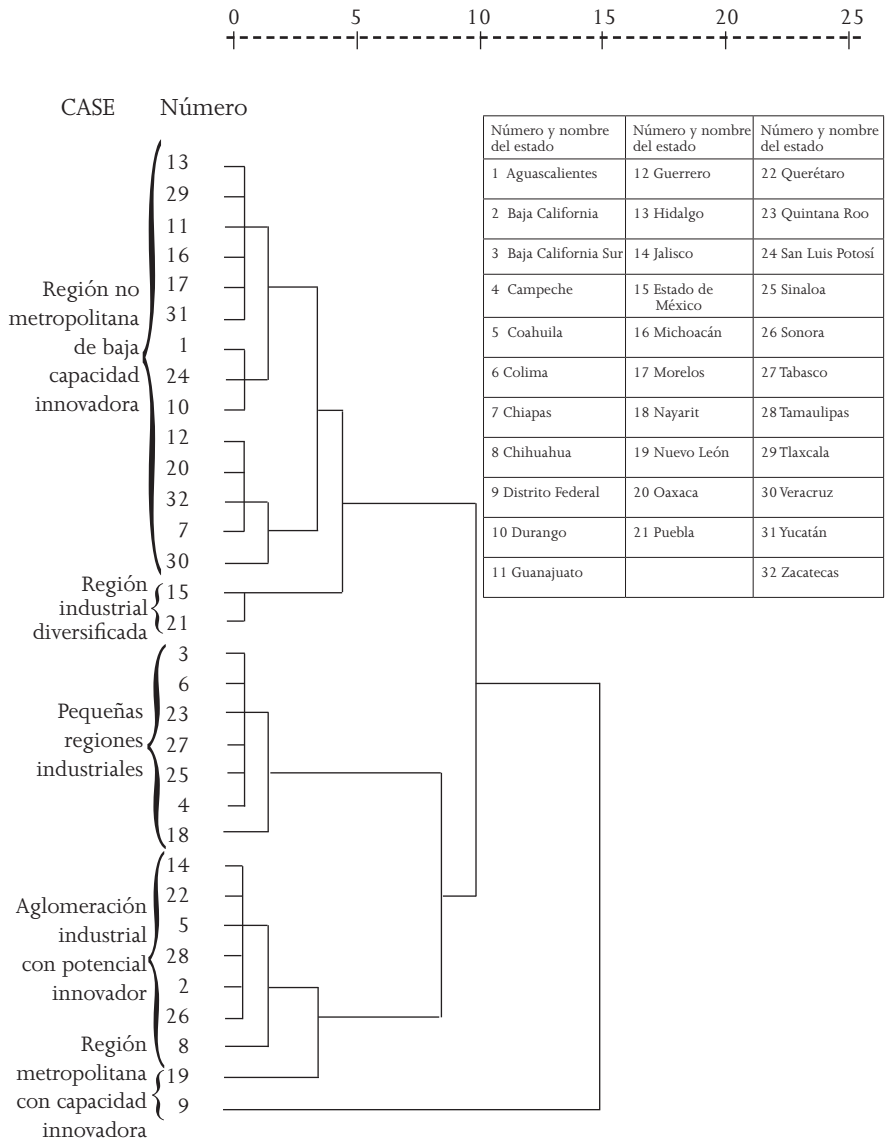 0 5 10 15 20 25
CASE Número
Región no
metropolitana
de baja
capacidad
innovadora
13
29
11
16
17
31
1
24
10
12
20
32
7
30
Región
industrial
diversificada
15
21
Pequeñas
regiones
industriales
3
6
23
27
25
4
18
Aglomeración
industrial
con potencial
innovador
14
22
5
28
2
26
8
Región
metropolitana
con capacidad
innovadora
19
9
Número y nombre
del estado
Número y nombre
del estado
Número y nombre
del estado
1 Aguascalientes 12 Guerrero 22 Querétaro
2 Baja California 13 Hidalgo 23 Quintana Roo
3 Baja California Sur 14 Jalisco 24 San Luis Potosí
4 Campeche 15 Estado de 25 Sinaloa
México
5 Coahuila 16 Michoacán 26 Sonora
6 Colima 17 Morelos 27 Tabasco
7 Chiapas 18 Nayarit 28 Tamaulipas
8 Chihuahua 19 Nuevo León 29 Tlaxcala
9 Distrito Federal 20 Oaxaca 30 Veracruz
10 Durango 21 Puebla 31 Yucatán
11 Guanajuato 32 Zacatecas